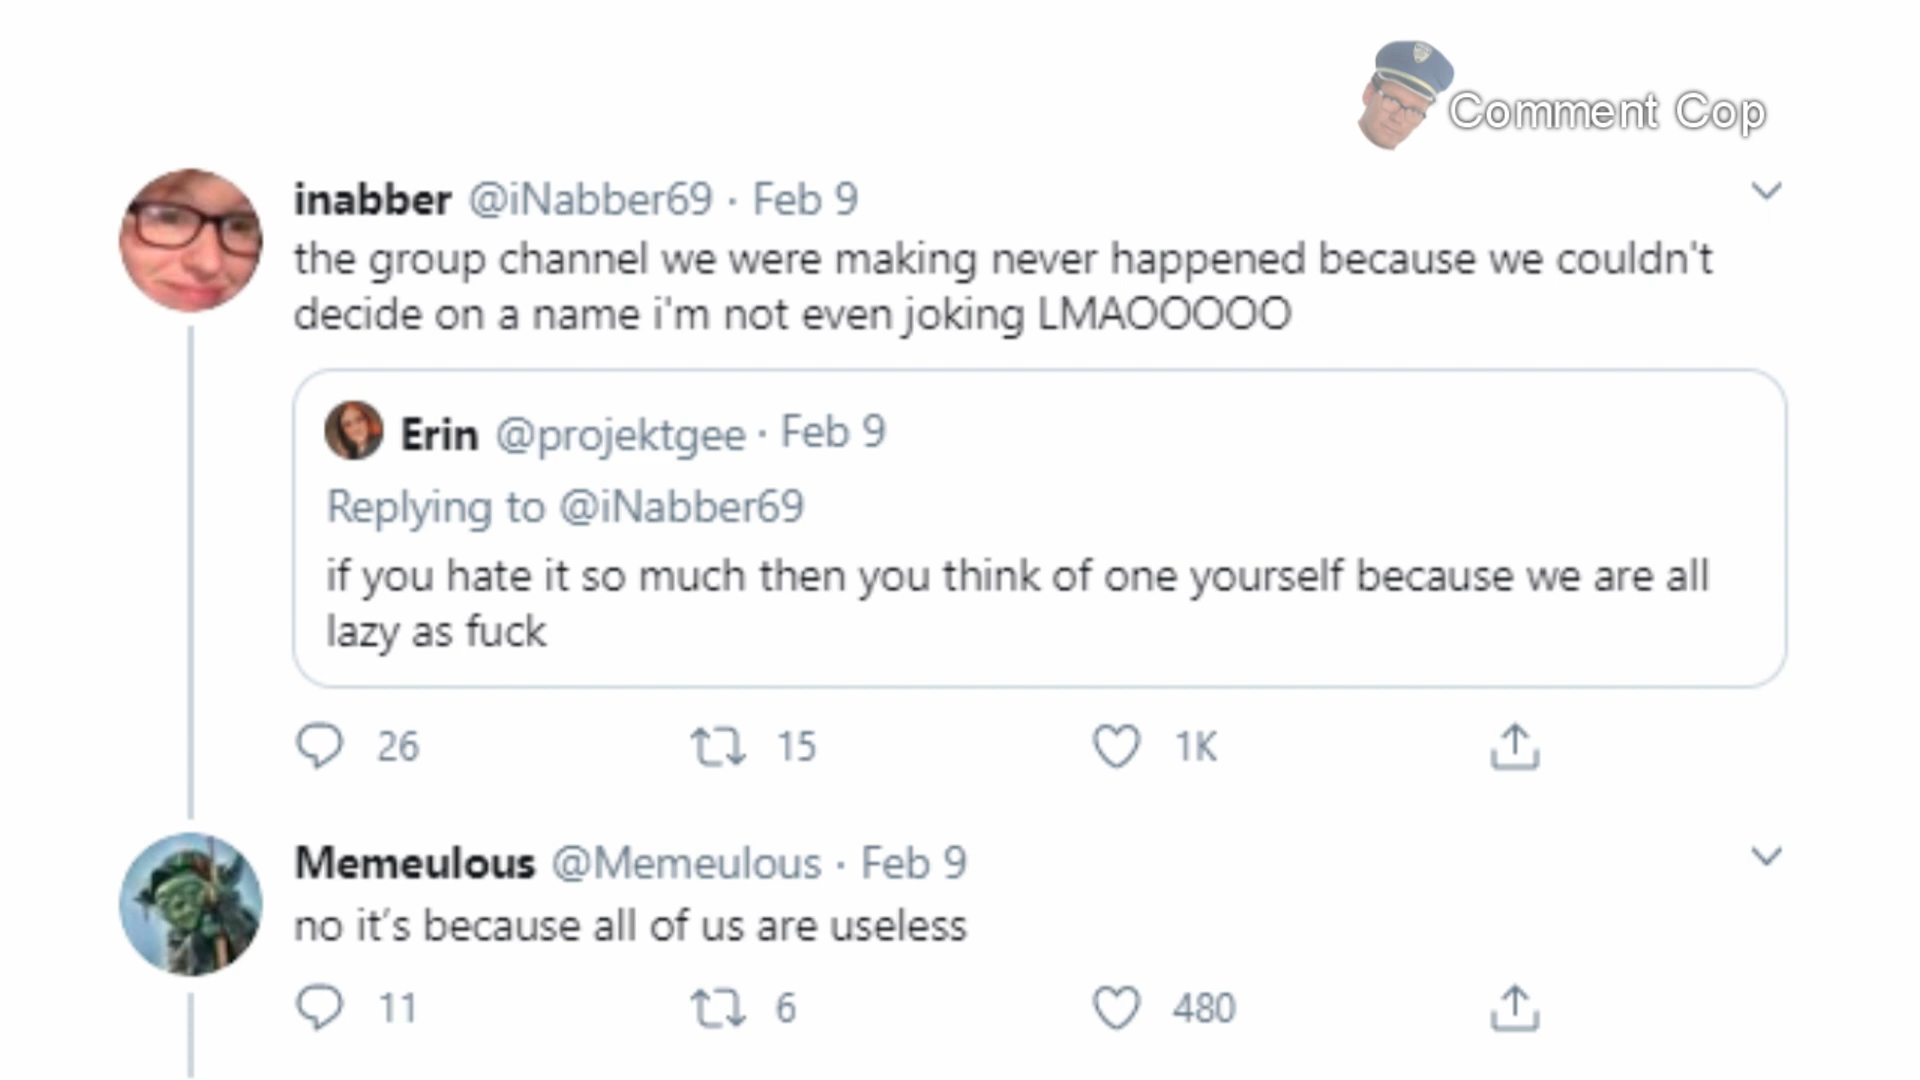 Comment Cop
inabber @iNabber69 · Feb 9
the group channel we were making never happened because we couldn't
decide on a name i'm not even joking LMAOOOOO
Erin @projektgee · Feb 9
Replying to @iNabber69
if you hate it so much then you think of one yourself because we are all
lazy as fuck
26 15 1K
Memeulous @Memeulous · Feb 9
no it’s because all of us are useless
11 6 480